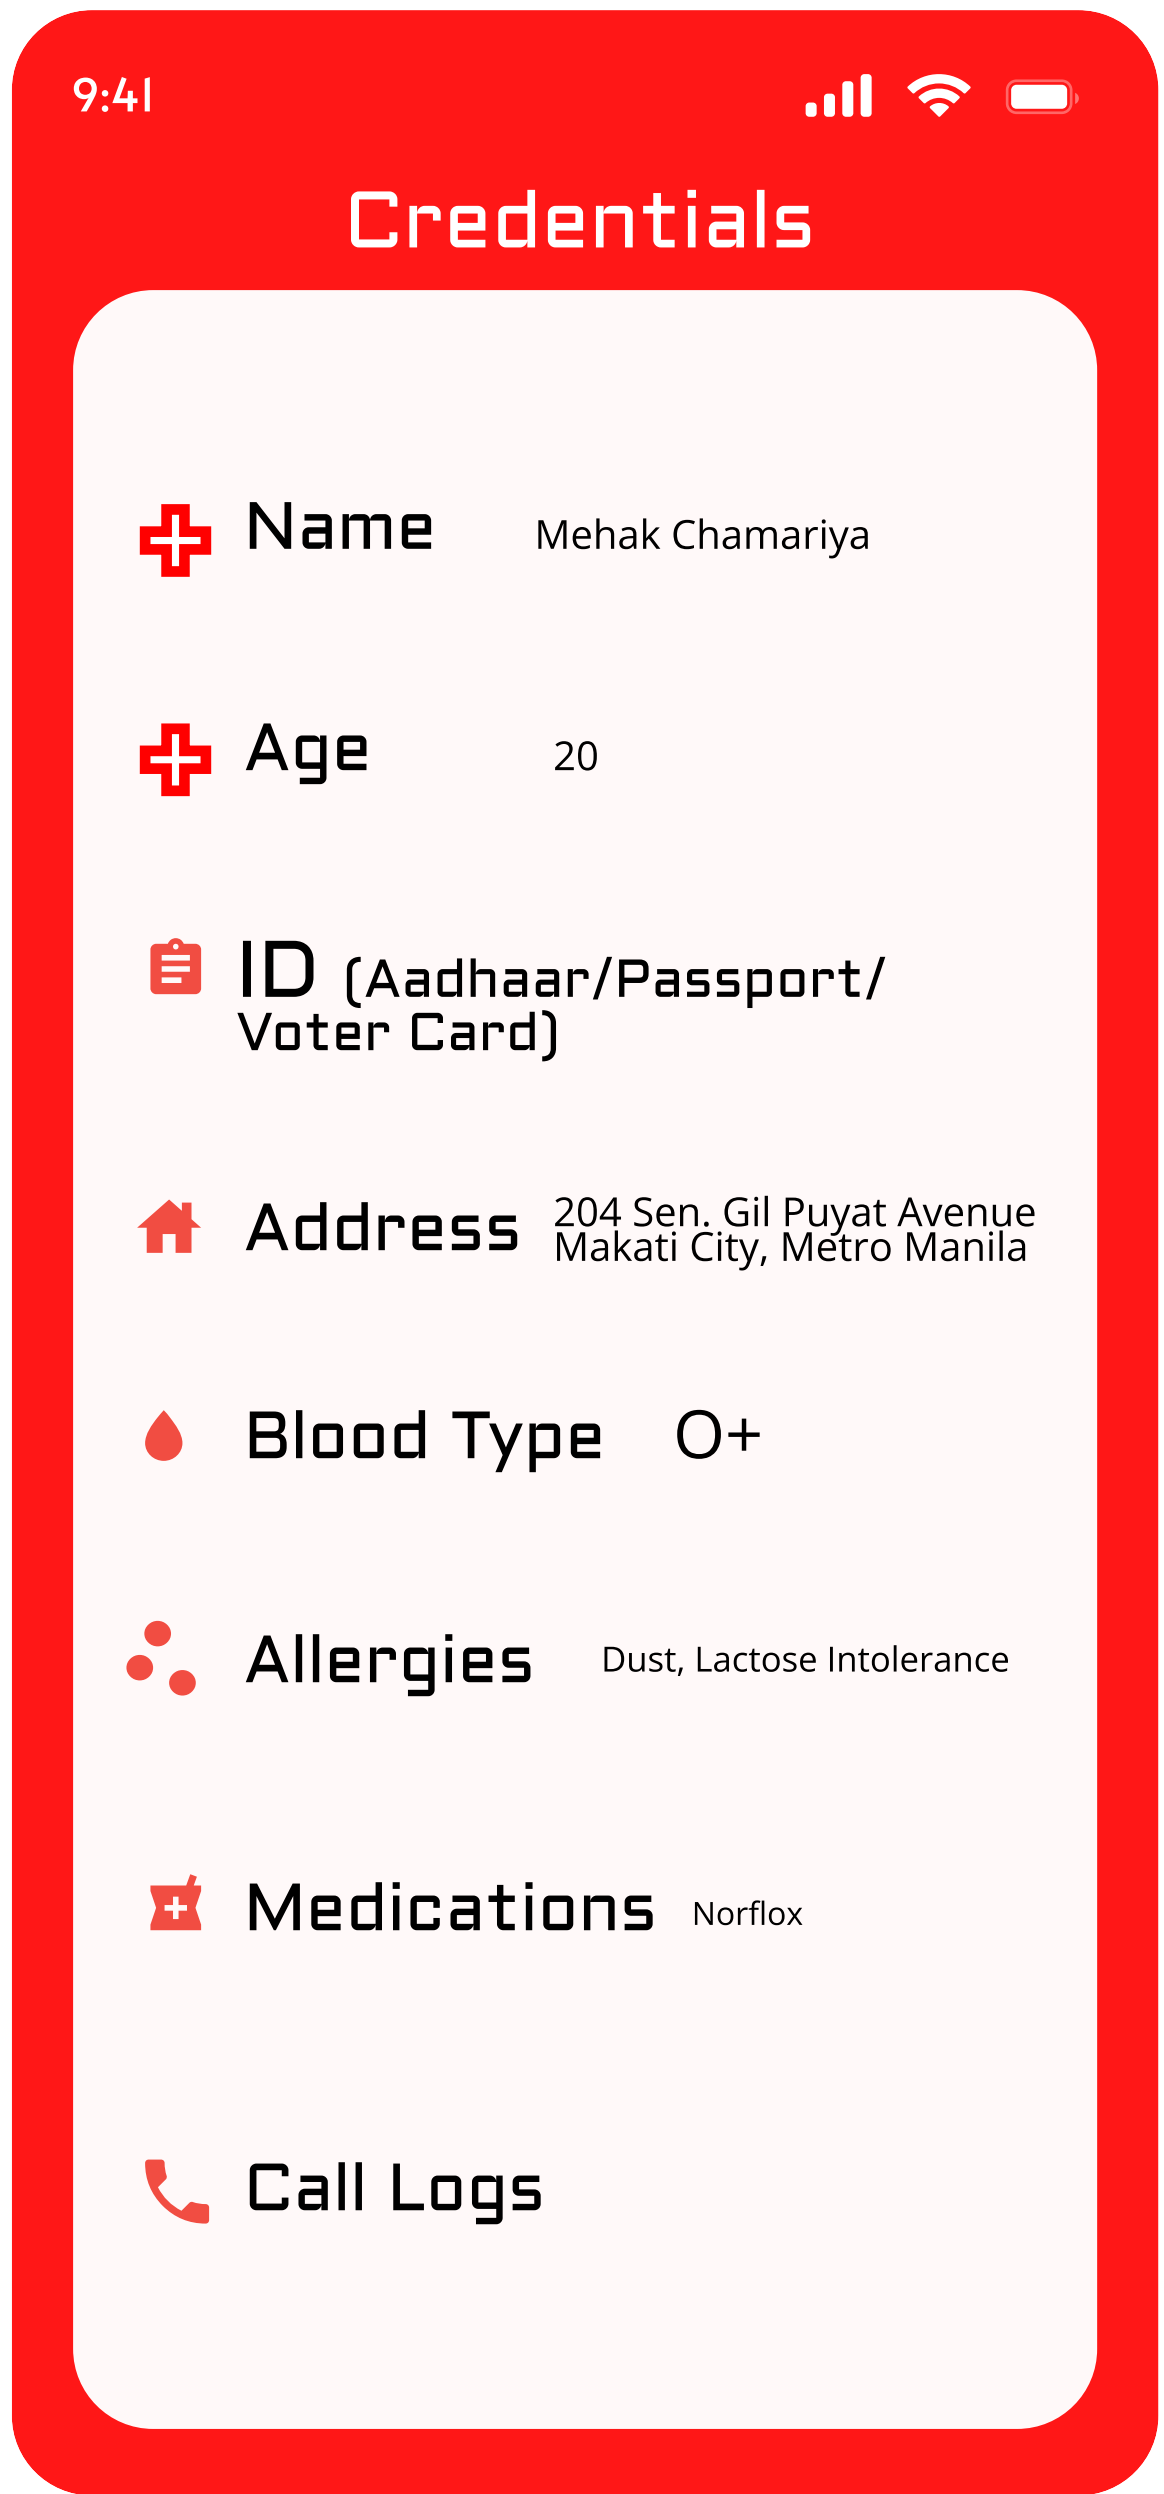 9:41
Credentials
Name Mehak Chamariya
Age 20
ID (Aadhaar/Passport/
Voter Card)
Address 204 Sen. Gil Puyat Avenue
Makati City, Metro Manila
Blood Type O+
Allergies Dust, Lactose Intolerance
Medications Norflox
Call Logs